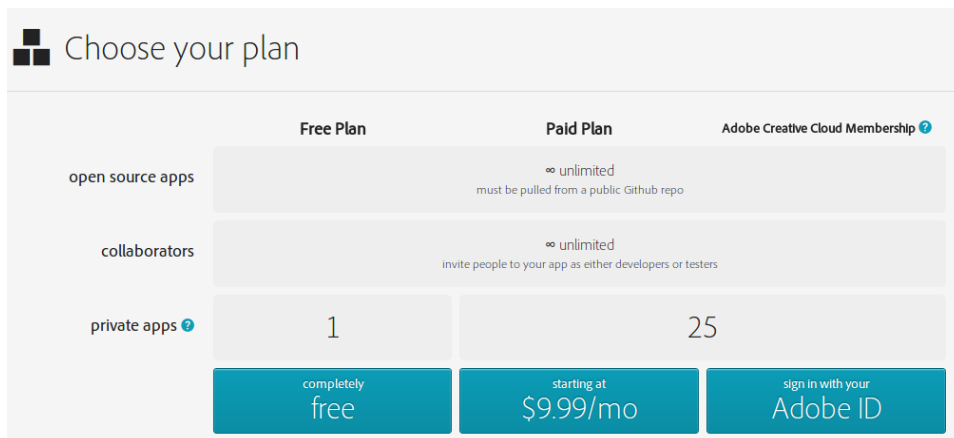 Choose your plan
Free Plan Paid Plan Adobe Creative Cloud Membership ?
open source apps ∞ unlimited
must be pulled from a public Github repo
collaborators ∞ unlimited
invite people to your app as either developers or testers
private apps ? 1 25
completely starting at sign in with your
free $9.99/mo Adobe ID